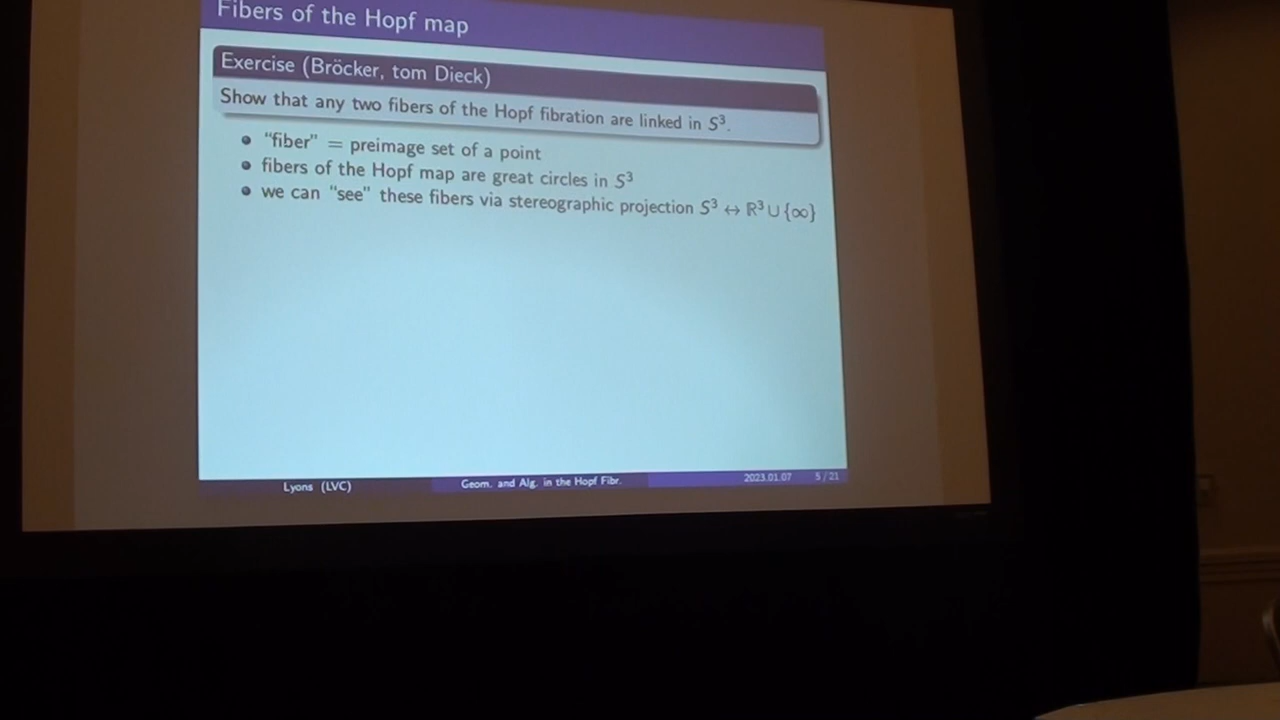 Fibers of the Hopf map
Exercise (Bröcker, tom Dieck)
Show that any two fibers of the Hopf fibration are linked in S³.
• "fiber" = preimage set of a point
• fibers of the Hopf map are great circles in S³
• we can "see" these fibers via stereographic projection S³ ↔ ℝ³ ∪ {∞}
Lyons (LVC) Geom. and Alg. in the Hopf Fibr. 2023.01.07 5 / 21